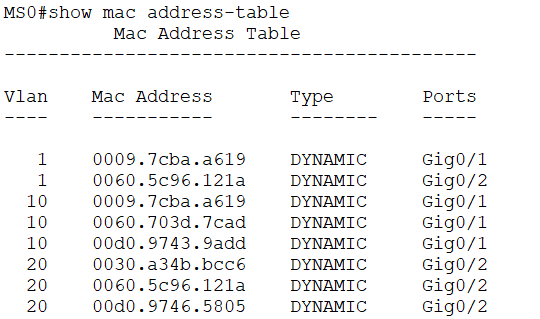 MS0#show mac address-table
Mac Address Table
-------------------------------------------
Vlan Mac Address Type Ports
---- ----------- -------- -----
1 0009.7cba.a619 DYNAMIC Gig0/1
1 0060.5c96.121a DYNAMIC Gig0/2
10 0009.7cba.a619 DYNAMIC Gig0/1
10 0060.703d.7cad DYNAMIC Gig0/1
10 00d0.9743.9add DYNAMIC Gig0/1
20 0030.a34b.bcc6 DYNAMIC Gig0/2
20 0060.5c96.121a DYNAMIC Gig0/2
20 00d0.9746.5805 DYNAMIC Gig0/2